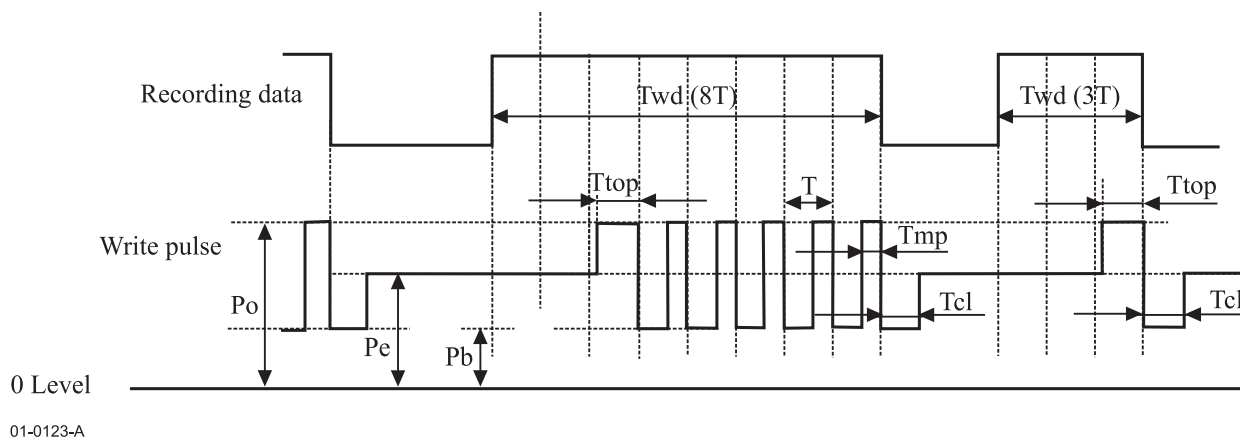 Recording data
Twd (8T)
Twd (3T)
Ttop
T
Ttop
Write pulse
Tmp
Po
Pe
Pb
Tcl
Tcl
0 Level
01-0123-A